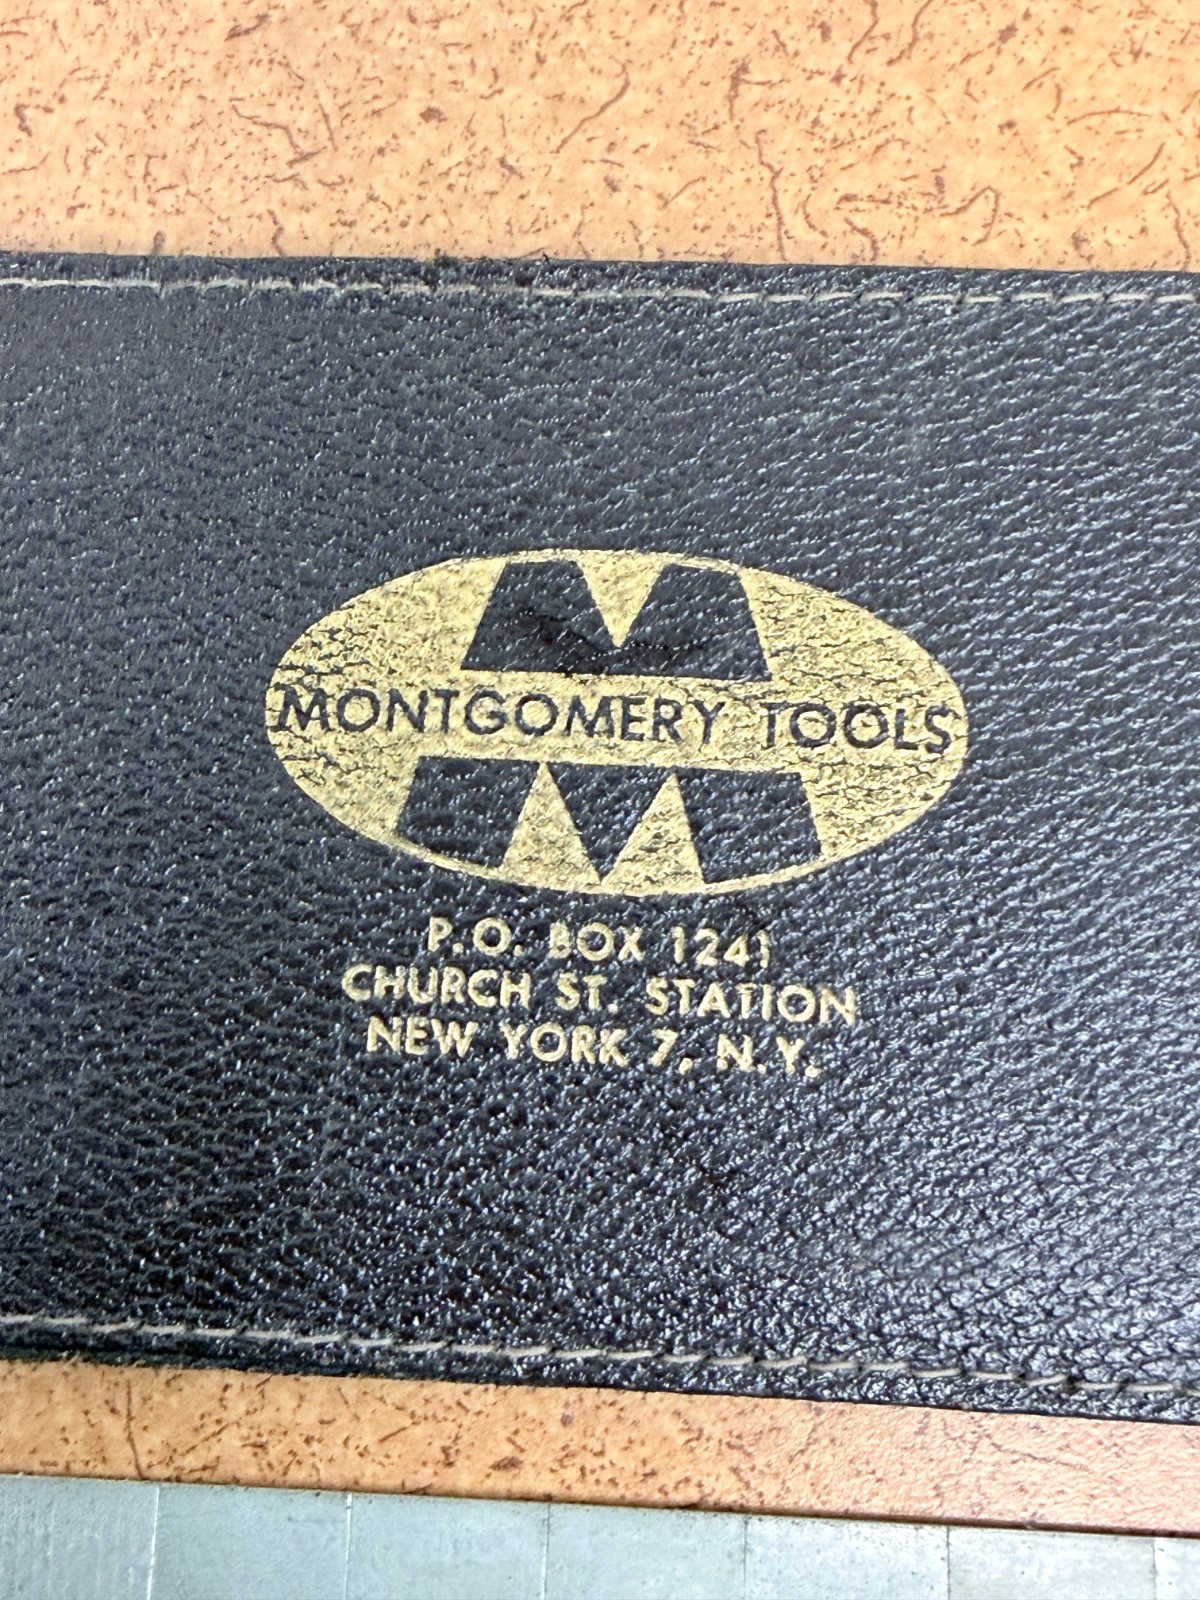 MONTGOMERY TOOLS
P.O. BOX 1241
CHURCH ST. STATION
NEW YORK 7, N.Y.